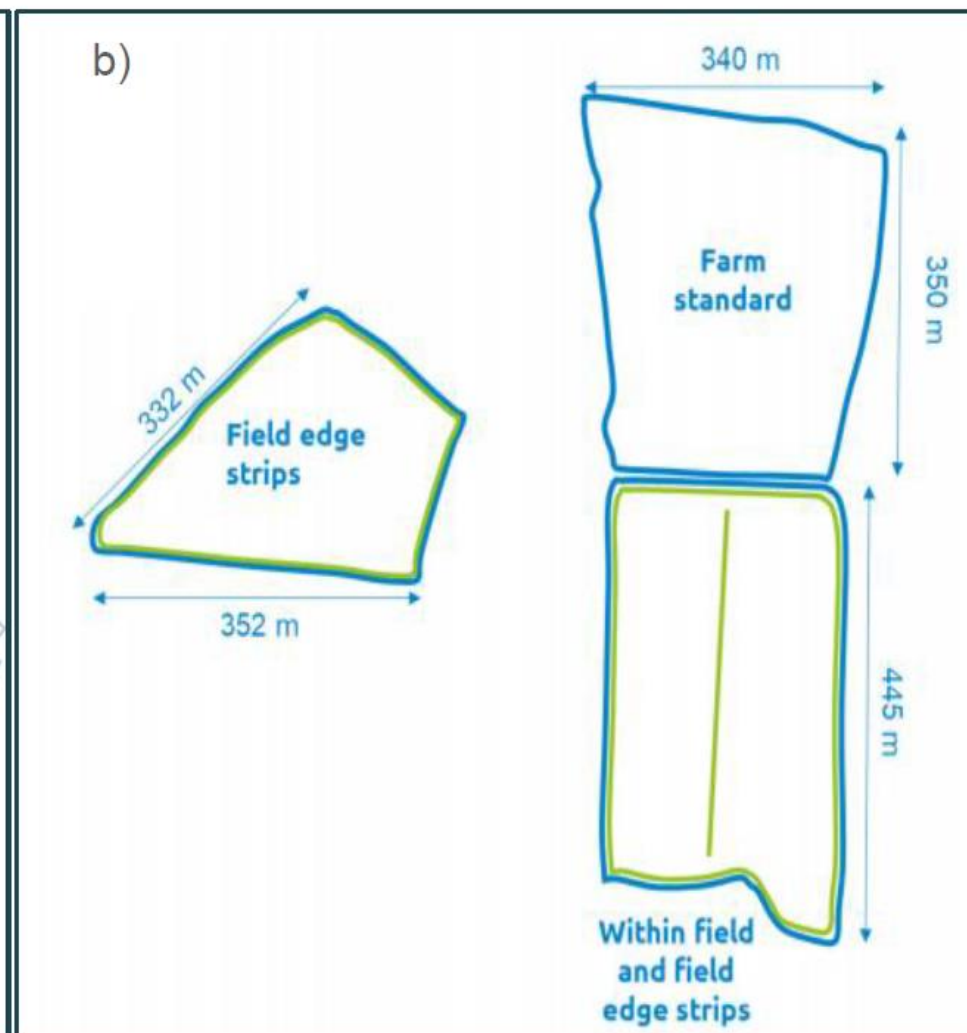 b)
340 m
Farm
standard
350 m
332 m
Field edge
strips
352 m
445 m
Within field
and field
edge strips